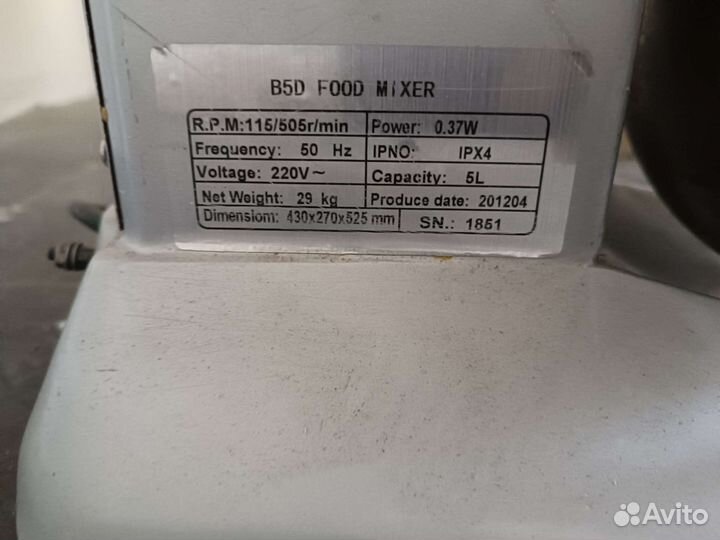 B5D FOOD MIXER
R.P.M:115/505r/min Power: 0.37W
Frequency: 50 Hz IPNO: IPX4
Voltage: 220V~ Capacity: 5L
Net Weight: 29 kg Produce date: 201204
Dimension: 430x270x525 mm SN.: 1851
Avito